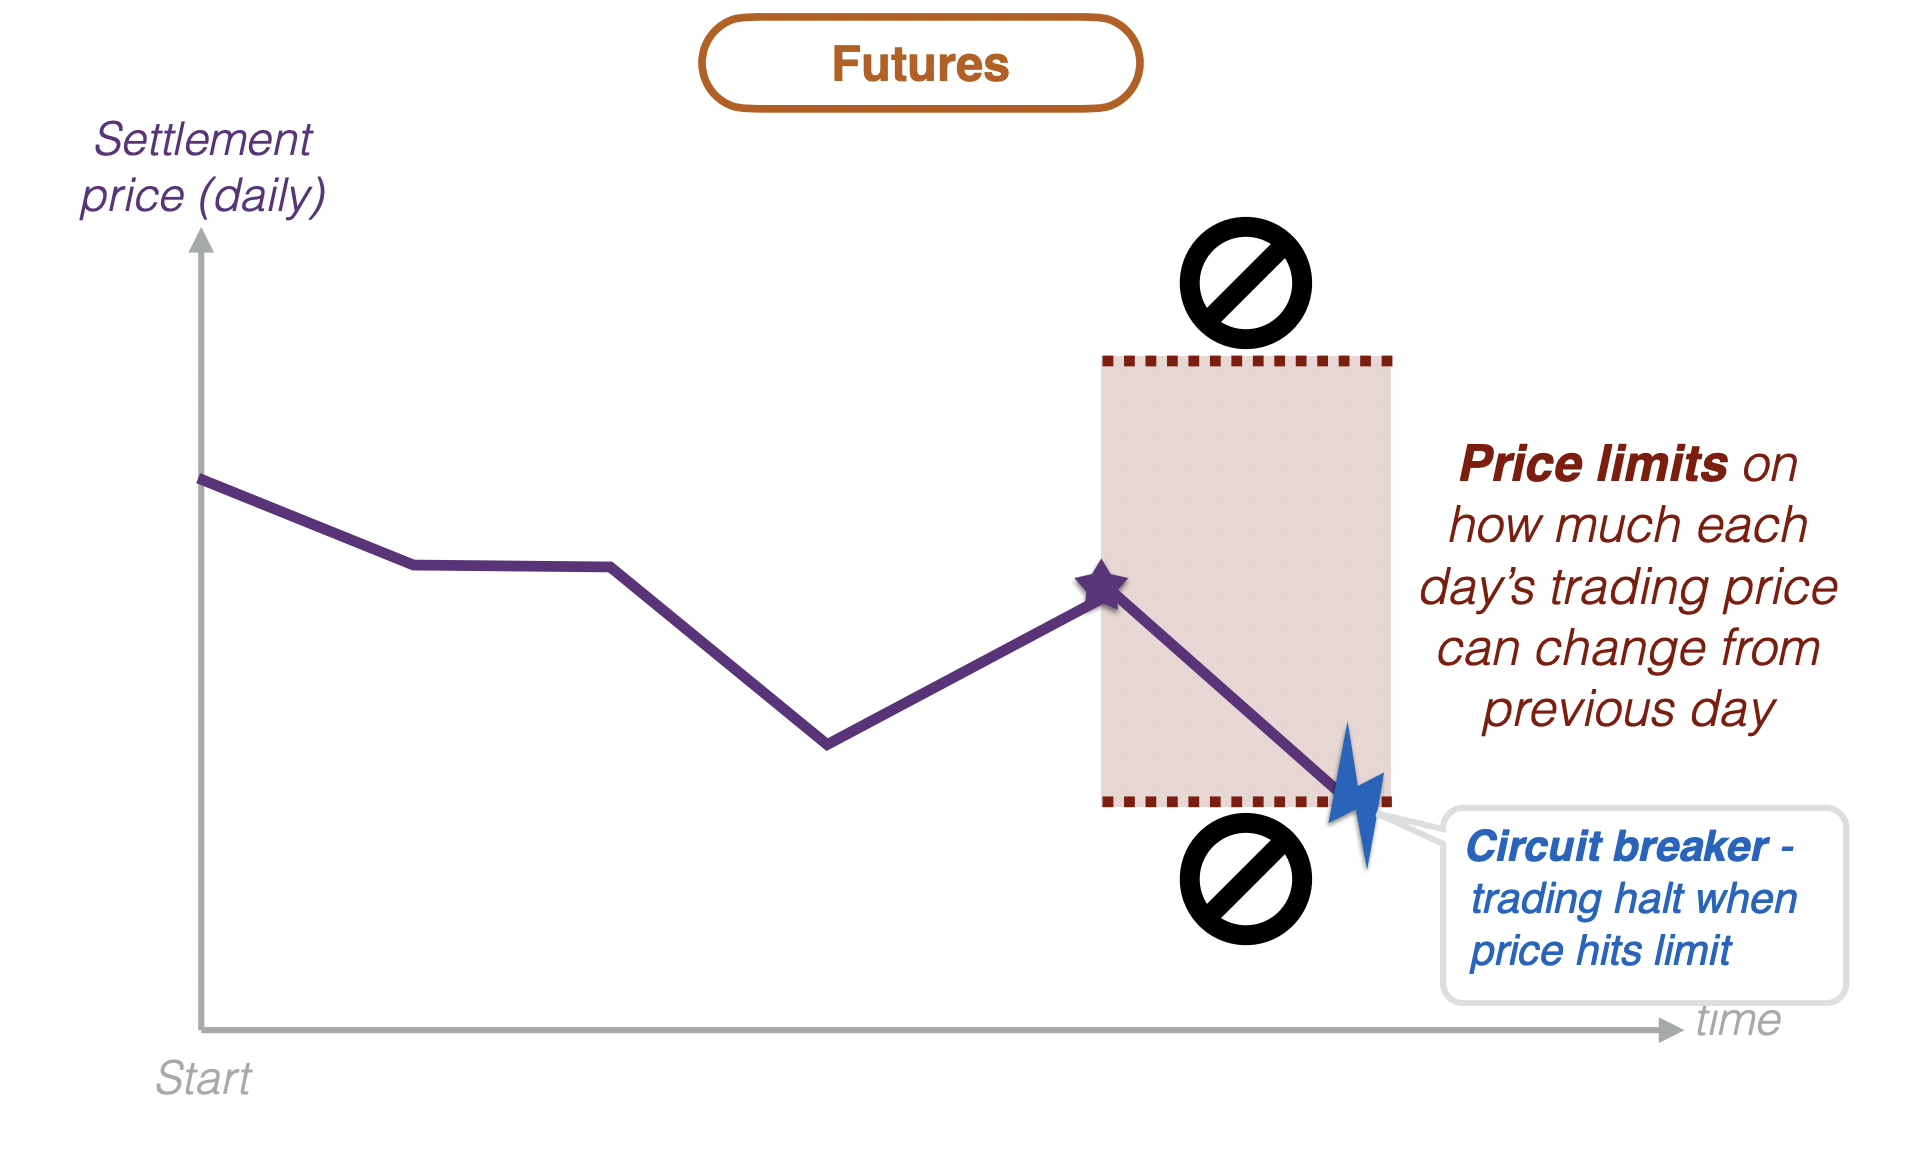 Futures
Settlement
price (daily)
Price limits on
how much each
day’s trading price
can change from
previous day
Circuit breaker -
trading halt when
price hits limit
time
Start